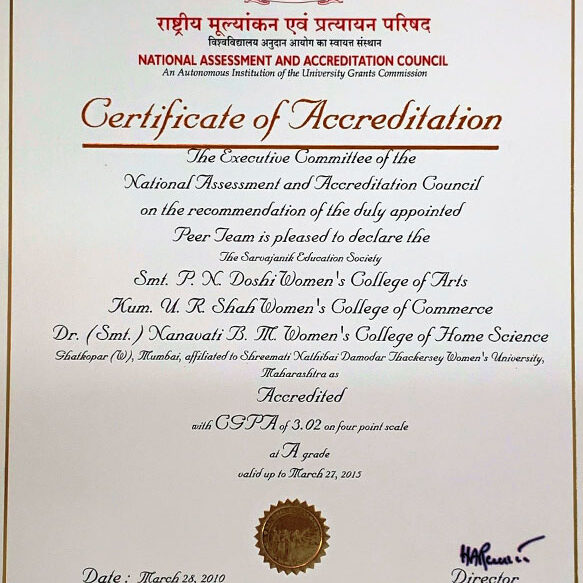 राष्ट्रीय मूल्यांकन एवं प्रत्यायन परिषद
विश्वविद्यालय अनुदान आयोग का स्वायत्त संस्थान
NATIONAL ASSESSMENT AND ACCREDITATION COUNCIL
An Autonomous Institution of the University Grants Commission
Certificate of Accreditation
The Executive Committee of the
National Assessment and Accreditation Council
on the recommendation of the duly appointed
Peer Team is pleased to declare the
The Sarvajanik Education Society
Smt. P. N. Doshi Women's College of Arts
Kum. U. R. Shah Women's College of Commerce
Dr. (Smt.) Nanavati B. M. Women's College of Home Science
Ghatkopar (W), Mumbai, affiliated to Shreemati Nathibai Damodar Thackersey Women's University,
Maharashtra as
Accredited
with CGPA of 3.02 on four point scale
at A grade
valid up to March 27, 2015
Date : March 28, 2010
Director